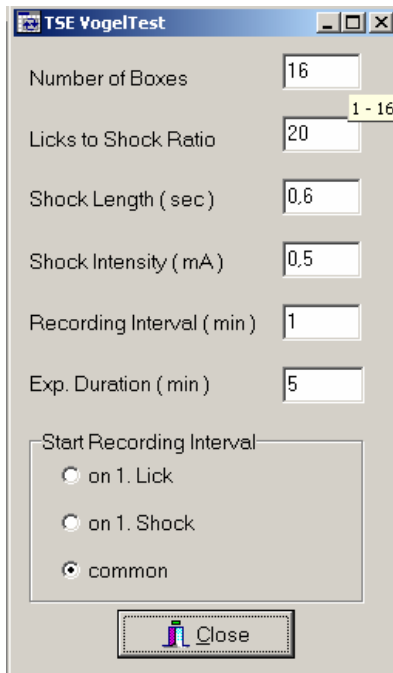 TSE VogelTest
Number of Boxes 16
1 - 16
Licks to Shock Ratio 20
Shock Length ( sec ) 0,6
Shock Intensity ( mA ) 0,5
Recording Interval ( min ) 1
Exp. Duration ( min ) 5
Start Recording Interval
on 1. Lick
on 1. Shock
common
Close